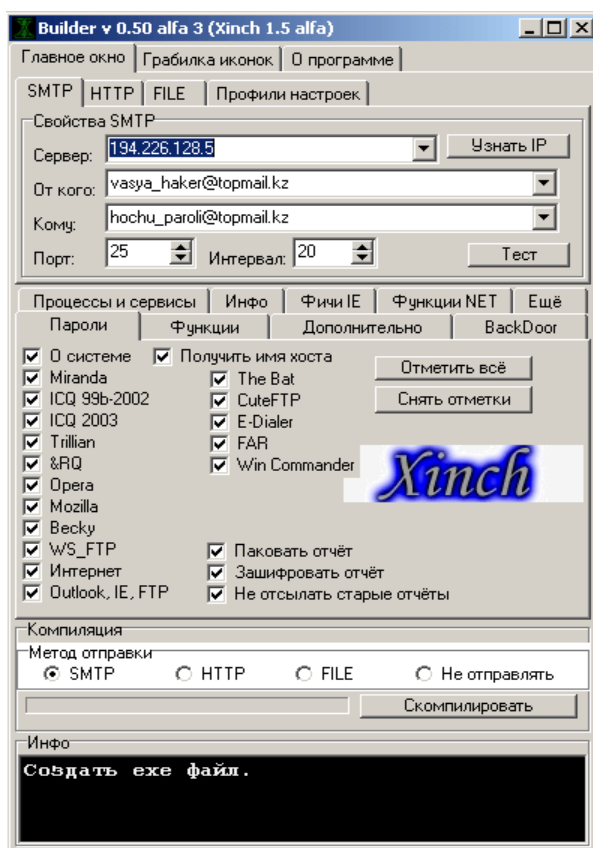 Builder v 0.50 alfa 3 (Xinch 1.5 alfa)
Главное окно Грабилка иконок О программе
SMTP HTTP FILE Профили настроек
Свойства SMTP
Сервер: 194.226.128.5 Узнать IP
От кого: vasya_haker@topmail.kz
Кому: hochu_paroli@topmail.kz
Порт: 25 Интервал: 20 Тест
Процессы и сервисы Инфо Фичи IE Функции NET Ещё
Пароли Функции Дополнительно BackDoor
О системе Получить имя хоста Отметить всё
Miranda The Bat
ICQ 99b-2002 CuteFTP Снять отметки
ICQ 2003 E-Dialer
Trillian FAR
&RQ Win Commander
Opera Xinch
Mozilla
Becky
WS_FTP Паковать отчёт
Интернет Зашифровать отчёт
Outlook, IE, FTP Не отсылать старые отчёты
Компиляция
Метод отправки
SMTP HTTP FILE Не отправлять
Скомпилировать
Инфо
Создать exe файл.